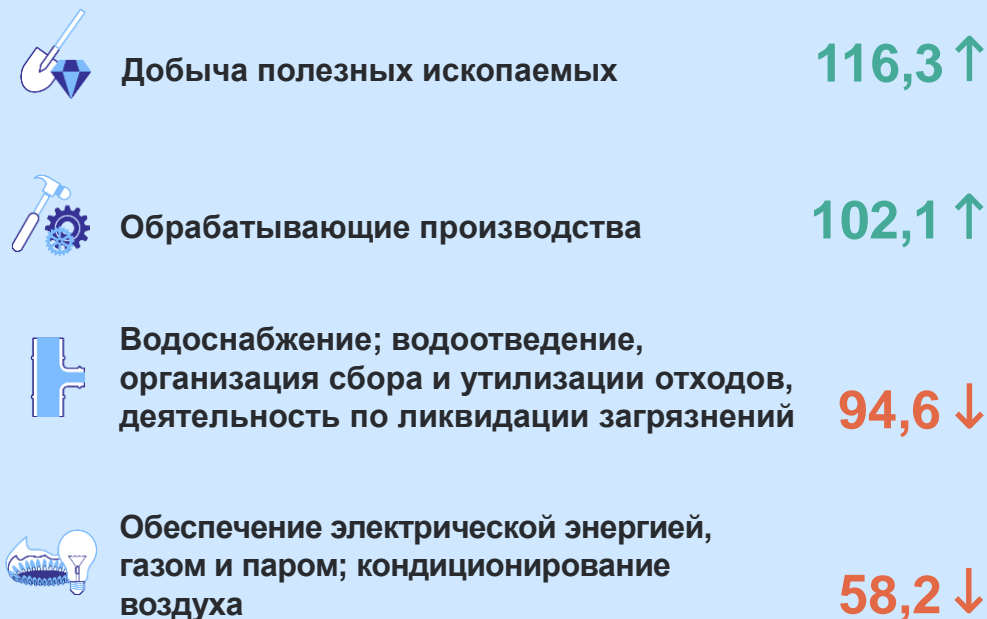 Добыча полезных ископаемых 116,3 ↑
Обрабатывающие производства 102,1 ↑
Водоснабжение; водоотведение,
организация сбора и утилизации отходов,
деятельность по ликвидации загрязнений 94,6 ↓
Обеспечение электрической энергией,
газом и паром; кондиционирование
воздуха 58,2 ↓